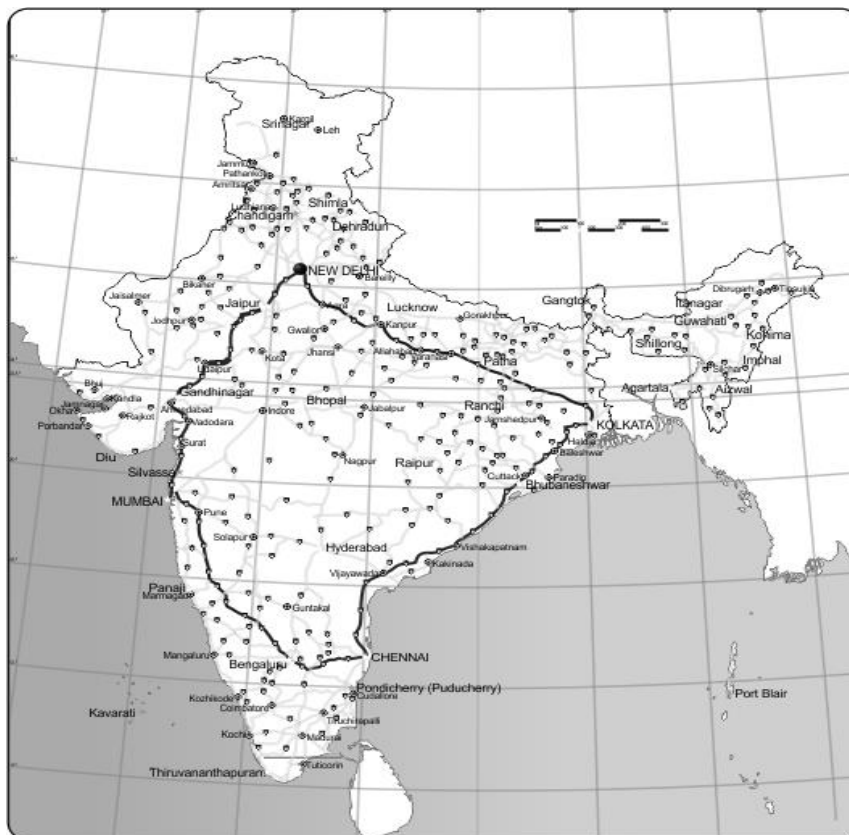 Kargil
Srinagar
Leh
Jammu
Pathankot
Amritsar
Shimla
Ludhiana
Chandigarh
Dehradun
NEW DELHI
Bareilly
Bikaner
Jaisalmer
Jaipur
Agra
Lucknow
Gangtok
Dibrugarh
Tinsukia
Itanagar
Jodhpur
Gwalior
Kanpur
Gorakhpur
Guwahati
Kohima
Shillong
Jhansi
Allahabad
Varanasi
Kota
Patna
Imphal
Udaipur
Silchar
Bhuj
Gandhinagar
Agartala
Aizwal
Kandla
Bhopal
Ranchi
Jamnagar
Okha
Ahmedabad
Indore
Jabalpur
Rajkot
Jamshedpur
Porbandar
Vadodara
KOLKATA
Surat
Haldia
Baleshwar
Diu
Nagpur
Raipur
Silvassa
Cuttack
Paradip
Bhubaneshwar
MUMBAI
Pune
Solapur
Hyderabad
Vishakapatnam
Vijayawada
Kakinada
Panaji
Marmagao
Guntakal
Mangaluru
Bengaluru
CHENNAI
Pondicherry (Puducherry)
Port Blair
Kozhikode
Cuddalore
Kavarati
Coimbatore
Tiruchirapalli
Kochi
Madurai
Tuticorin
Thiruvananthapuram